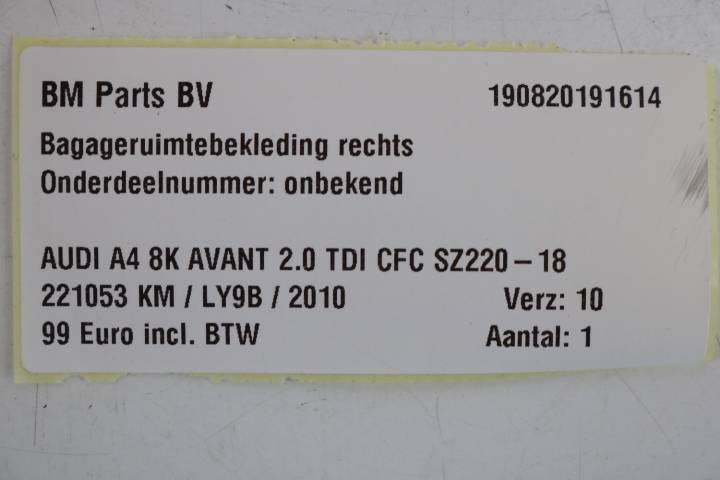 BM Parts BV 190820191614
Bagageruimtebekleding rechts
Onderdeelnummer: onbekend
AUDI A4 8K AVANT 2.0 TDI CFC SZ220-18
221053 KM / LY9B / 2010 Verz: 10
99 Euro incl. BTW Aantal: 1